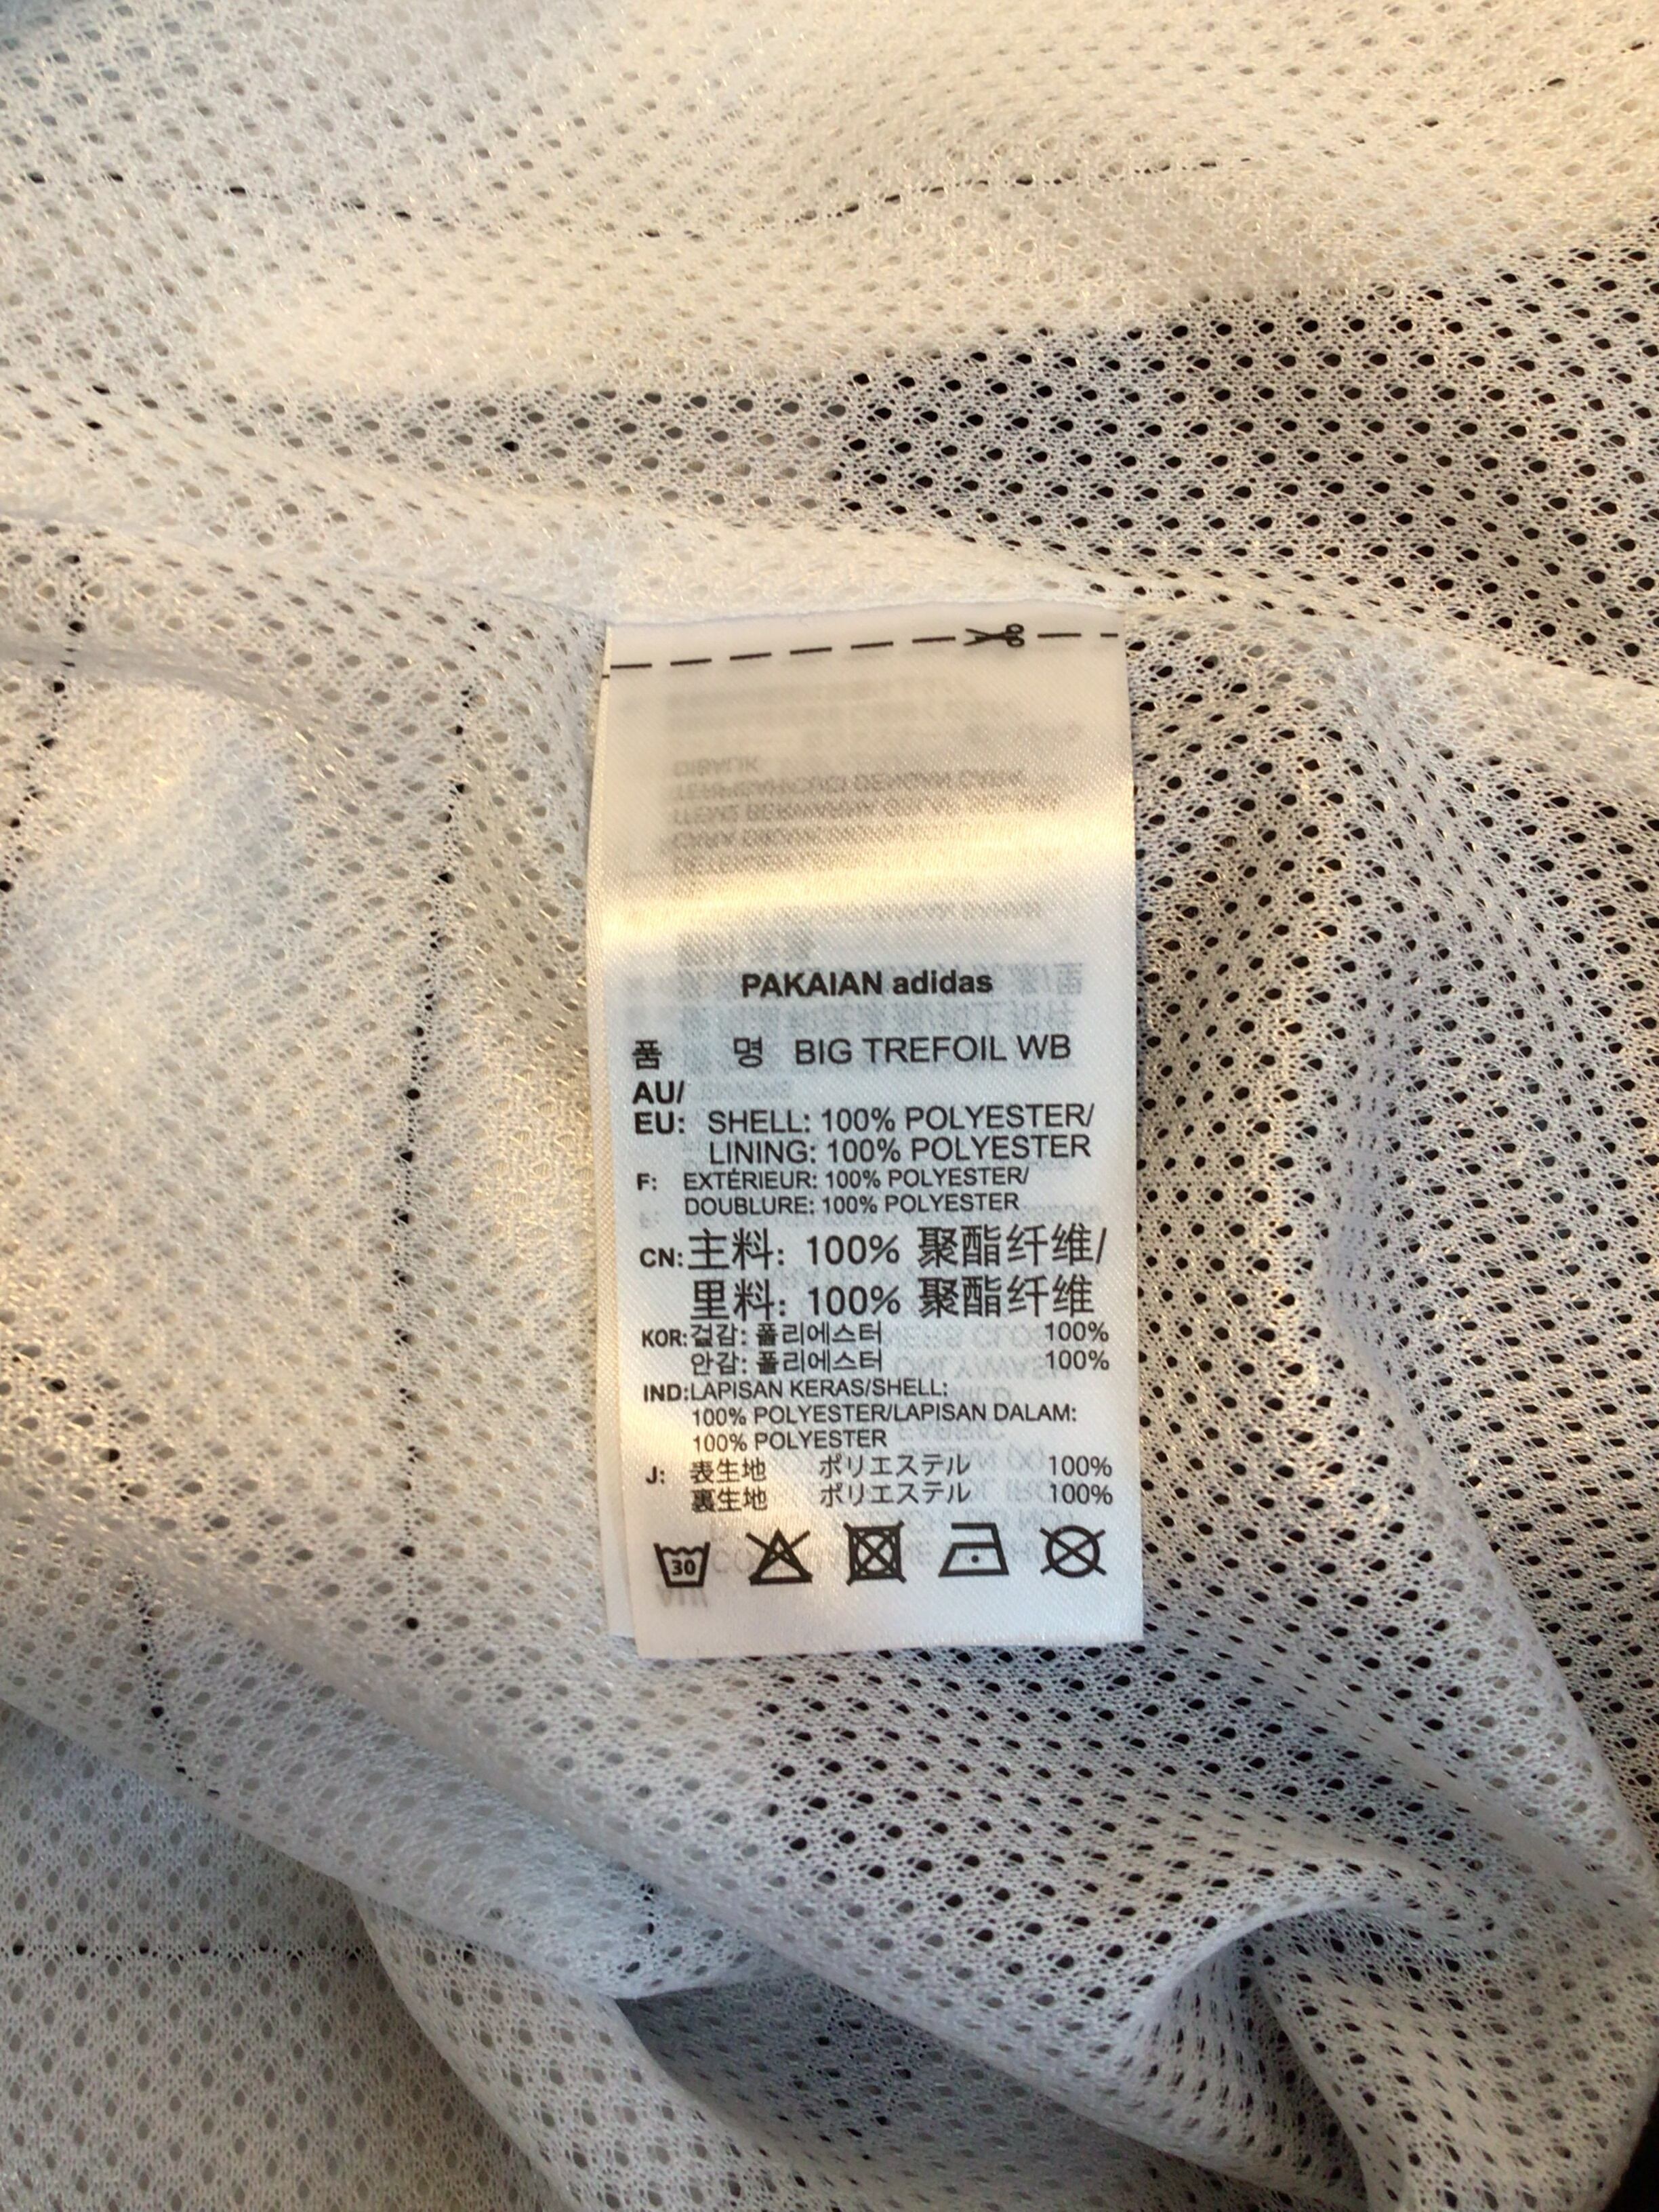 PAKAIAN adidas
품 명 BIG TREFOIL WB
AU/
EU: SHELL: 100% POLYESTER/
LINING: 100% POLYESTER
F: EXTÉRIEUR: 100% POLYESTER/
DOUBLURE: 100% POLYESTER
CN: 主料: 100% 聚酯纤维/
里料: 100% 聚酯纤维
KOR: 겉감: 폴리에스터 100%
안감: 폴리에스터 100%
IND: LAPISAN KERAS/SHELL:
100% POLYESTER/LAPISAN DALAM:
100% POLYESTER
J: 表生地 ポリエステル 100%
裏生地 ポリエステル 100%
30